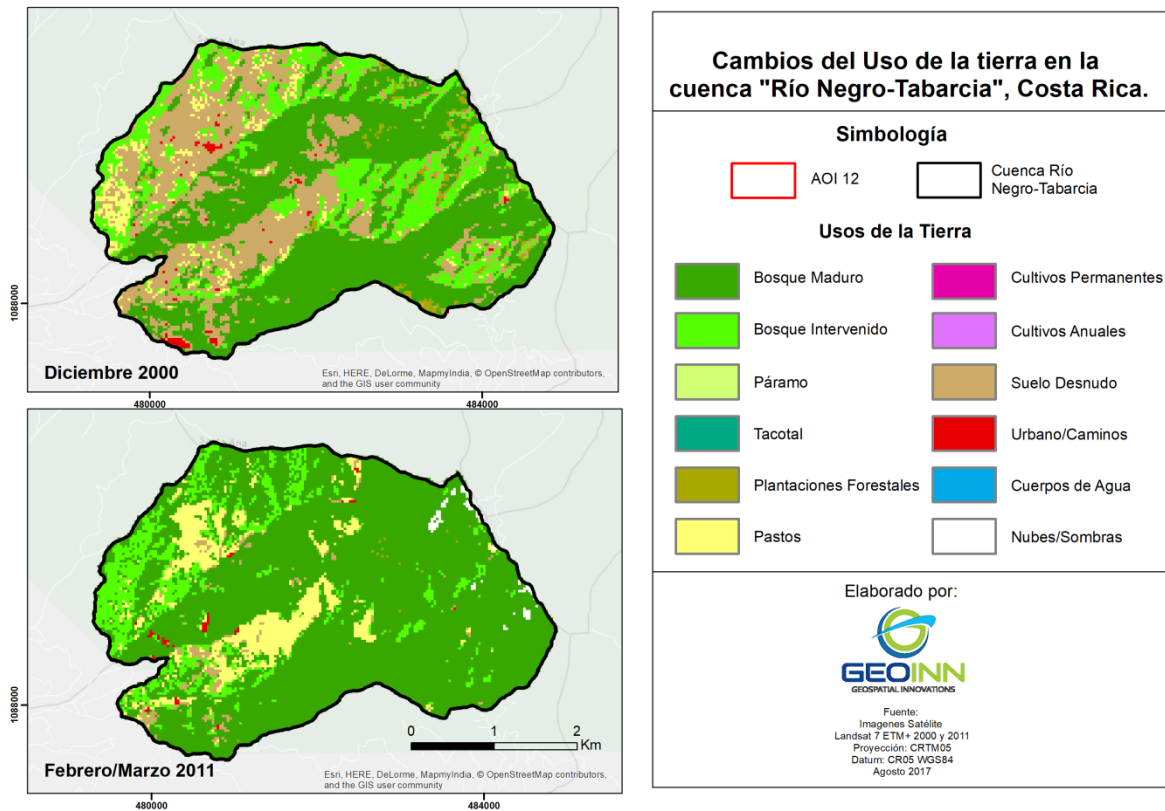 Santa Ana
1088000
Diciembre 2000
Esri, HERE, DeLorme, MapmyIndia, © OpenStreetMap contributors,
and the GIS user community
480000
484000
Santa Ana
1088000
0
1
2
Km
Febrero/Marzo 2011
Esri, HERE, DeLorme, MapmyIndia, © OpenStreetMap contributors,
and the GIS user community
480000
484000
Cambios del Uso de la tierra en la
cuenca "Río Negro-Tabarcia", Costa Rica.
Simbología
AOI 12
Cuenca Río
Negro-Tabarcia
Usos de la Tierra
Bosque Maduro
Bosque Intervenido
Páramo
Tacotal
Plantaciones Forestales
Pastos
Cultivos Permanentes
Cultivos Anuales
Suelo Desnudo
Urbano/Caminos
Cuerpos de Agua
Nubes/Sombras
Elaborado por:
GEOINN
GEOSPATIAL INNOVATIONS
Fuente:
Imagenes Satélite
Landsat 7 ETM+ 2000 y 2011
Proyección: CRTM05
Datum: CR05 WGS84
Agosto 2017